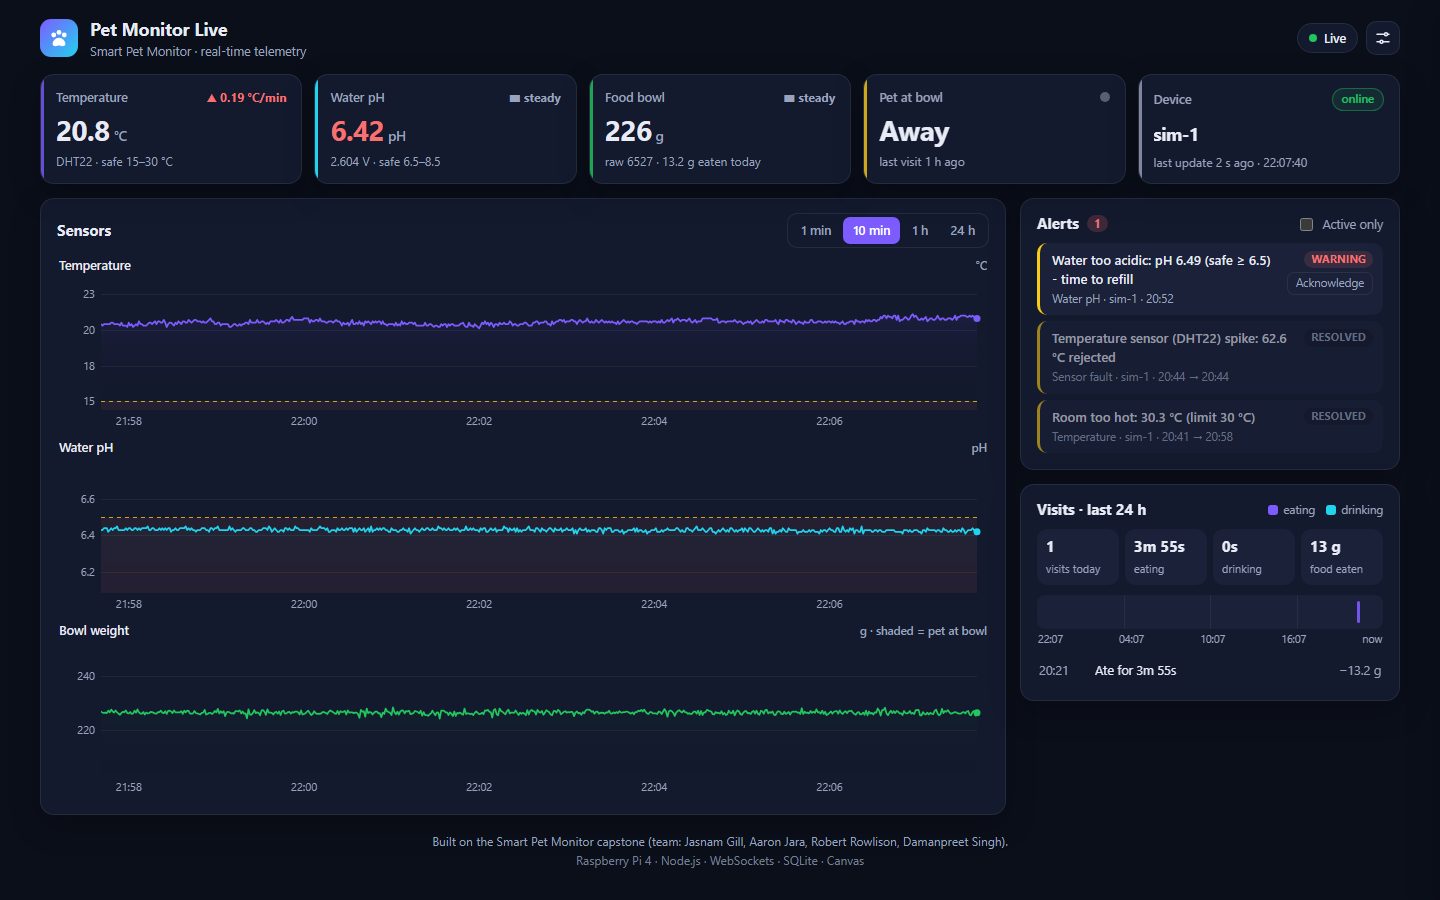 Pet Monitor Live
Smart Pet Monitor · real-time telemetry
Live
Temperature
▲ 0.19 °C/min
20.8 °C
DHT22 · safe 15–30 °C
Water pH
steady
6.42 pH
2.604 V · safe 6.5–8.5
Food bowl
steady
226 g
raw 6527 · 13.2 g eaten today
Pet at bowl
Away
last visit 1 h ago
Device
online
sim-1
last update 2 s ago · 22:07:40
Sensors
1 min
10 min
1 h
24 h
Temperature
°C
23
20
18
15
21:58
22:00
22:02
22:04
22:06
Water pH
pH
6.6
6.4
6.2
21:58
22:00
22:02
22:04
22:06
Bowl weight
g · shaded = pet at bowl
240
220
21:58
22:00
22:02
22:04
22:06
Alerts
1
Active only
Water too acidic: pH 6.49 (safe ≥ 6.5)
- time to refill
Water pH · sim-1 · 20:52
WARNING
Acknowledge
Temperature sensor (DHT22) spike: 62.6
°C rejected
Sensor fault · sim-1 · 20:44 → 20:44
RESOLVED
Room too hot: 30.3 °C (limit 30 °C)
Temperature · sim-1 · 20:41 → 20:58
RESOLVED
Visits · last 24 h
eating
drinking
1
visits today
3m 55s
eating
0s
drinking
13 g
food eaten
22:07
04:07
10:07
16:07
now
20:21
Ate for 3m 55s
−13.2 g
Built on the Smart Pet Monitor capstone (team: Jasnam Gill, Aaron Jara, Robert Rowlison, Damanpreet Singh).
Raspberry Pi 4 · Node.js · WebSockets · SQLite · Canvas